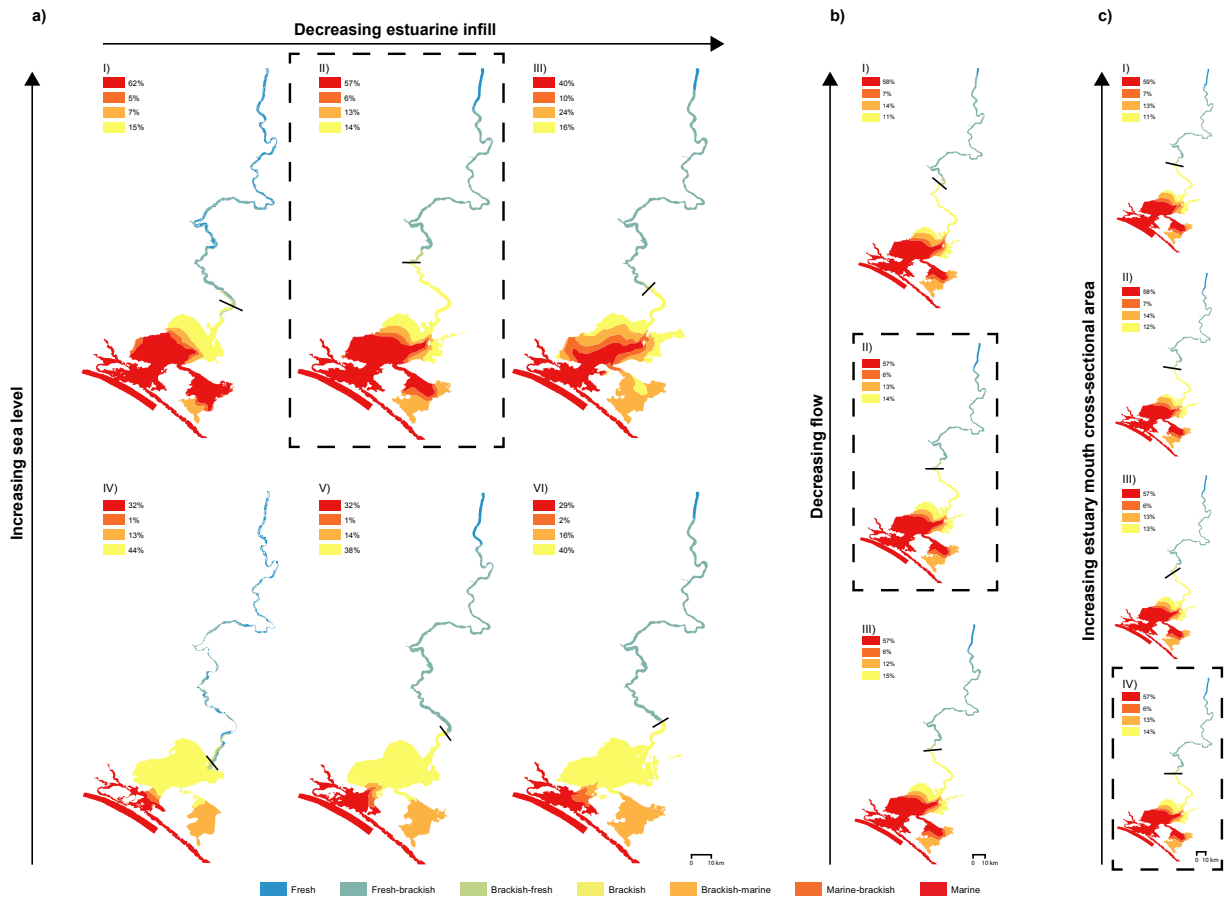 a)
Decreasing estuarine infill
Increasing sea level
I)
62%
5%
7%
15%
II)
57%
6%
13%
14%
III)
40%
10%
24%
16%
IV)
32%
1%
13%
44%
V)
32%
1%
14%
38%
VI)
29%
2%
16%
40%
0 10 km
b)
Decreasing flow
I)
58%
7%
14%
11%
II)
57%
6%
13%
14%
III)
57%
6%
12%
15%
0 10 km
c)
Increasing estuary mouth cross-sectional area
I)
59%
7%
13%
11%
II)
58%
7%
14%
12%
III)
57%
6%
13%
13%
IV)
57%
6%
13%
14%
0 10 km
Fresh
Fresh-brackish
Brackish-fresh
Brackish
Brackish-marine
Marine-brackish
Marine